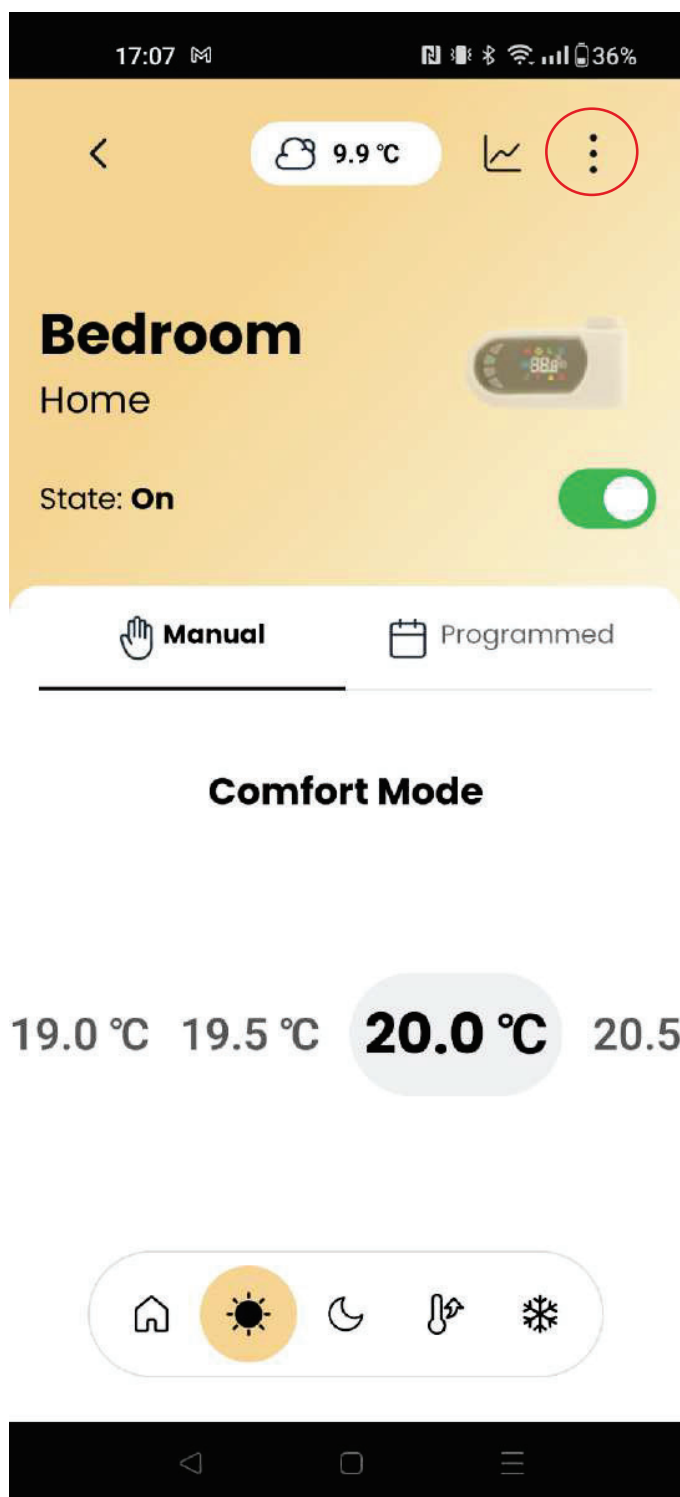 17:07 36%
9.9 °C
Bedroom
Home
State: On
Manual Programmed
Comfort Mode
19.0 °C 19.5 °C 20.0 °C 20.5